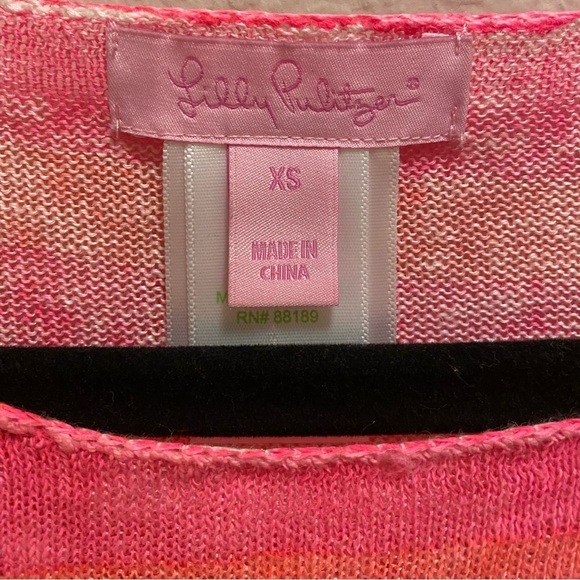 Lilly Pulitzer®
XS
MADE IN
CHINA
RN# 88189